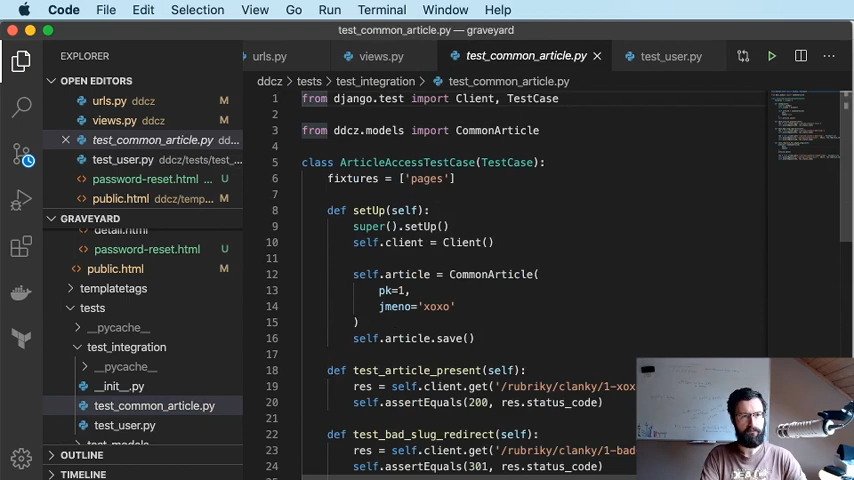 Code File Edit Selection View Go Run Terminal Window Help
test_common_article.py — graveyard
EXPLORER
urls.py views.py test_common_article.py test_user.py
OPEN EDITORS
urls.py M
views.py M
test_common_article.py dd...
test_user.py ddcz/tests/test_...
password-reset.html ... U
public.html ddcz/temp... M
GRAVEYARD
detail.html
password-reset.html U
public.html M
templatetags
tests
__pycache__
test_integration
__pycache__
__init__.py
test_common_article.py
test_user.py
test_models
OUTLINE
TIMELINE
ddcz › tests › test_integration › test_common_article.py
1 from django.test import Client, TestCase
2
3 from ddcz.models import CommonArticle
4
5 class ArticleAccessTestCase(TestCase):
6 fixtures = ['pages']
7
8 def setUp(self):
9 super().setUp()
10 self.client = Client()
11
12 self.article = CommonArticle(
13 pk=1,
14 jmeno='xoxo'
15 )
16 self.article.save()
17
18 def test_article_present(self):
19 res = self.client.get('/rubriky/clanky/1-xox
20 self.assertEquals(200, res.status_code)
21
22 def test_bad_slug_redirect(self):
23 res = self.client.get('/rubriky/clanky/1-bad
24 self.assertEquals(301, res.status_code)